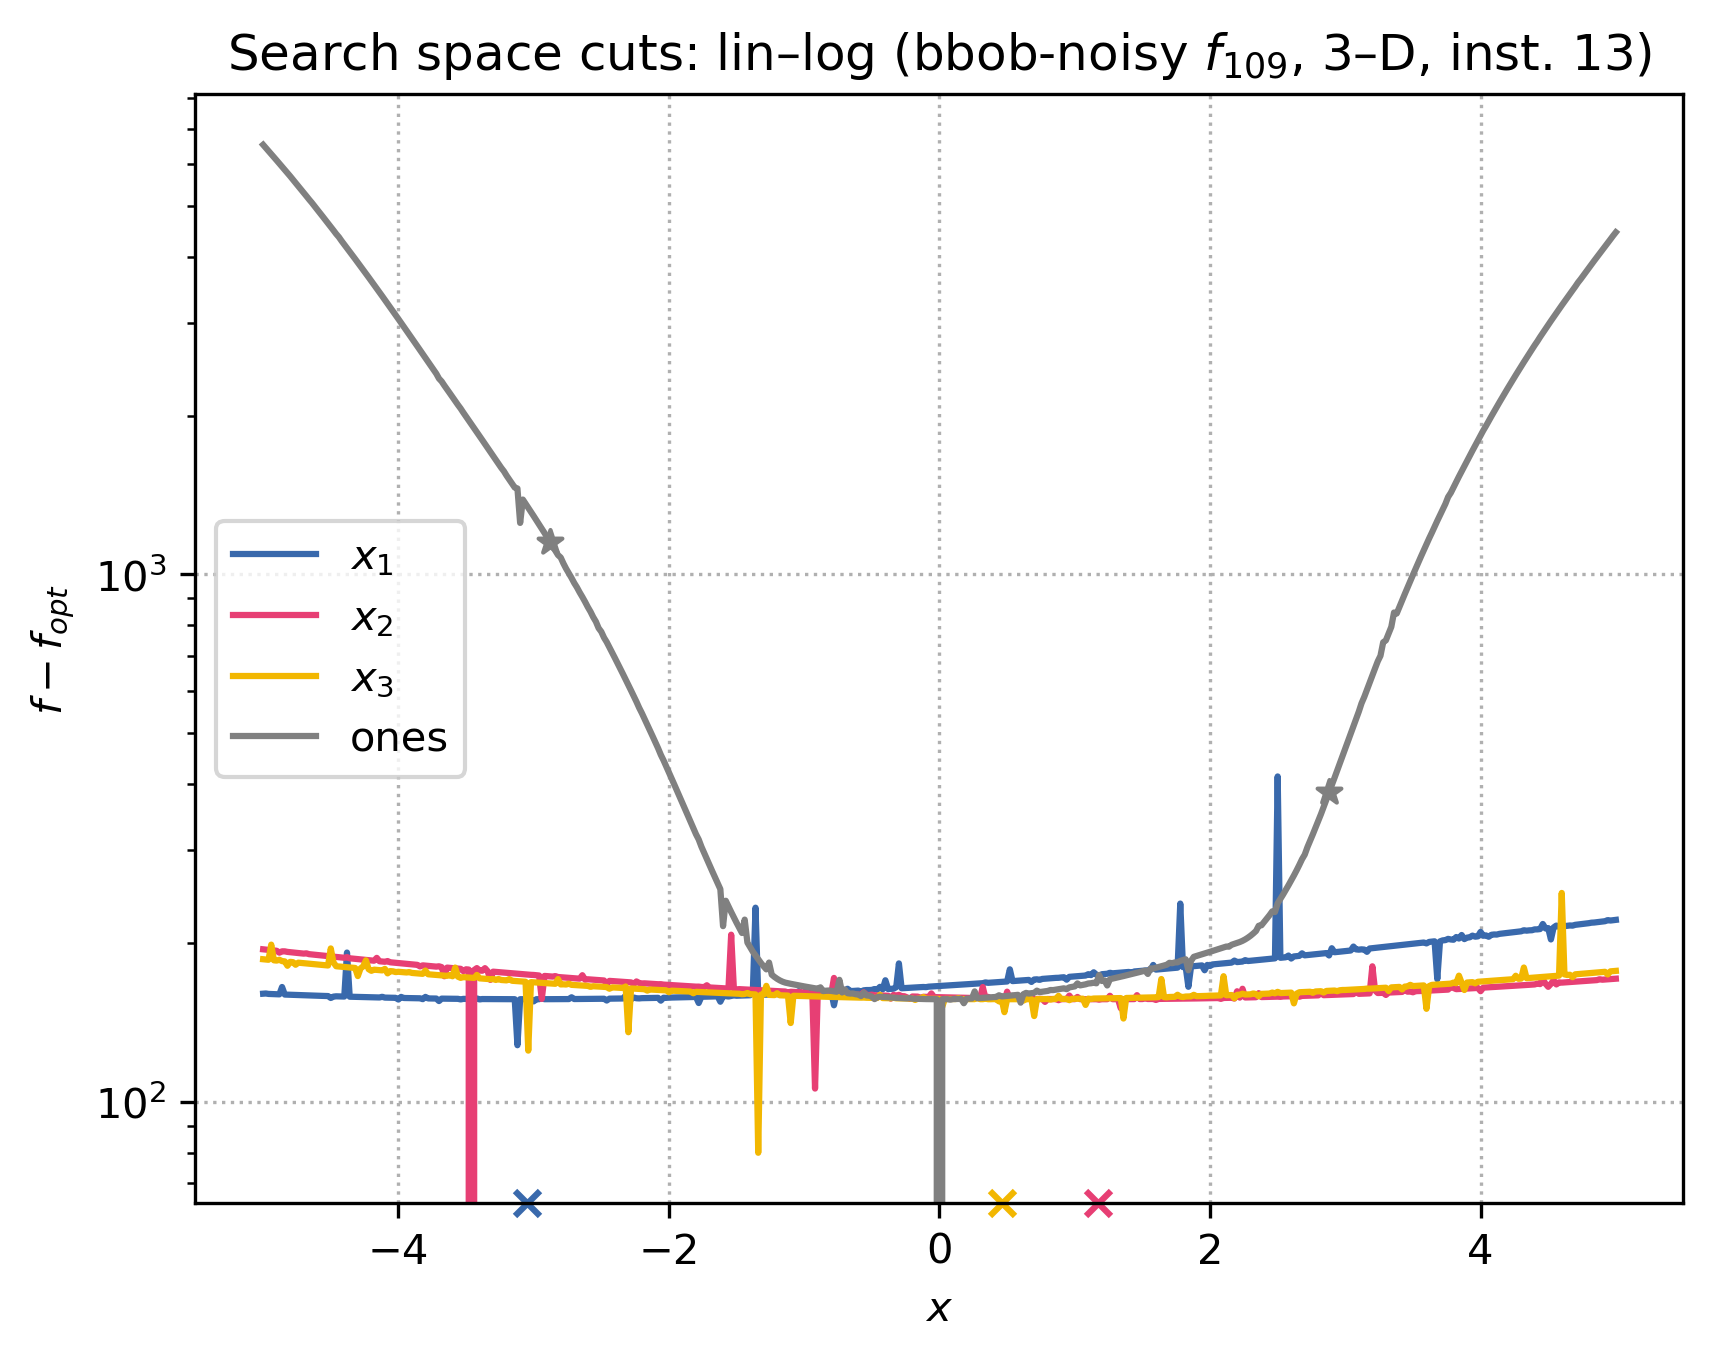 Search space cuts: lin–log (bbob-noisy f₁₀₉, 3–D, inst. 13)
10³
10²
f − f_opt
x₁
x₂
x₃
ones
−4 −2 0 2 4
x